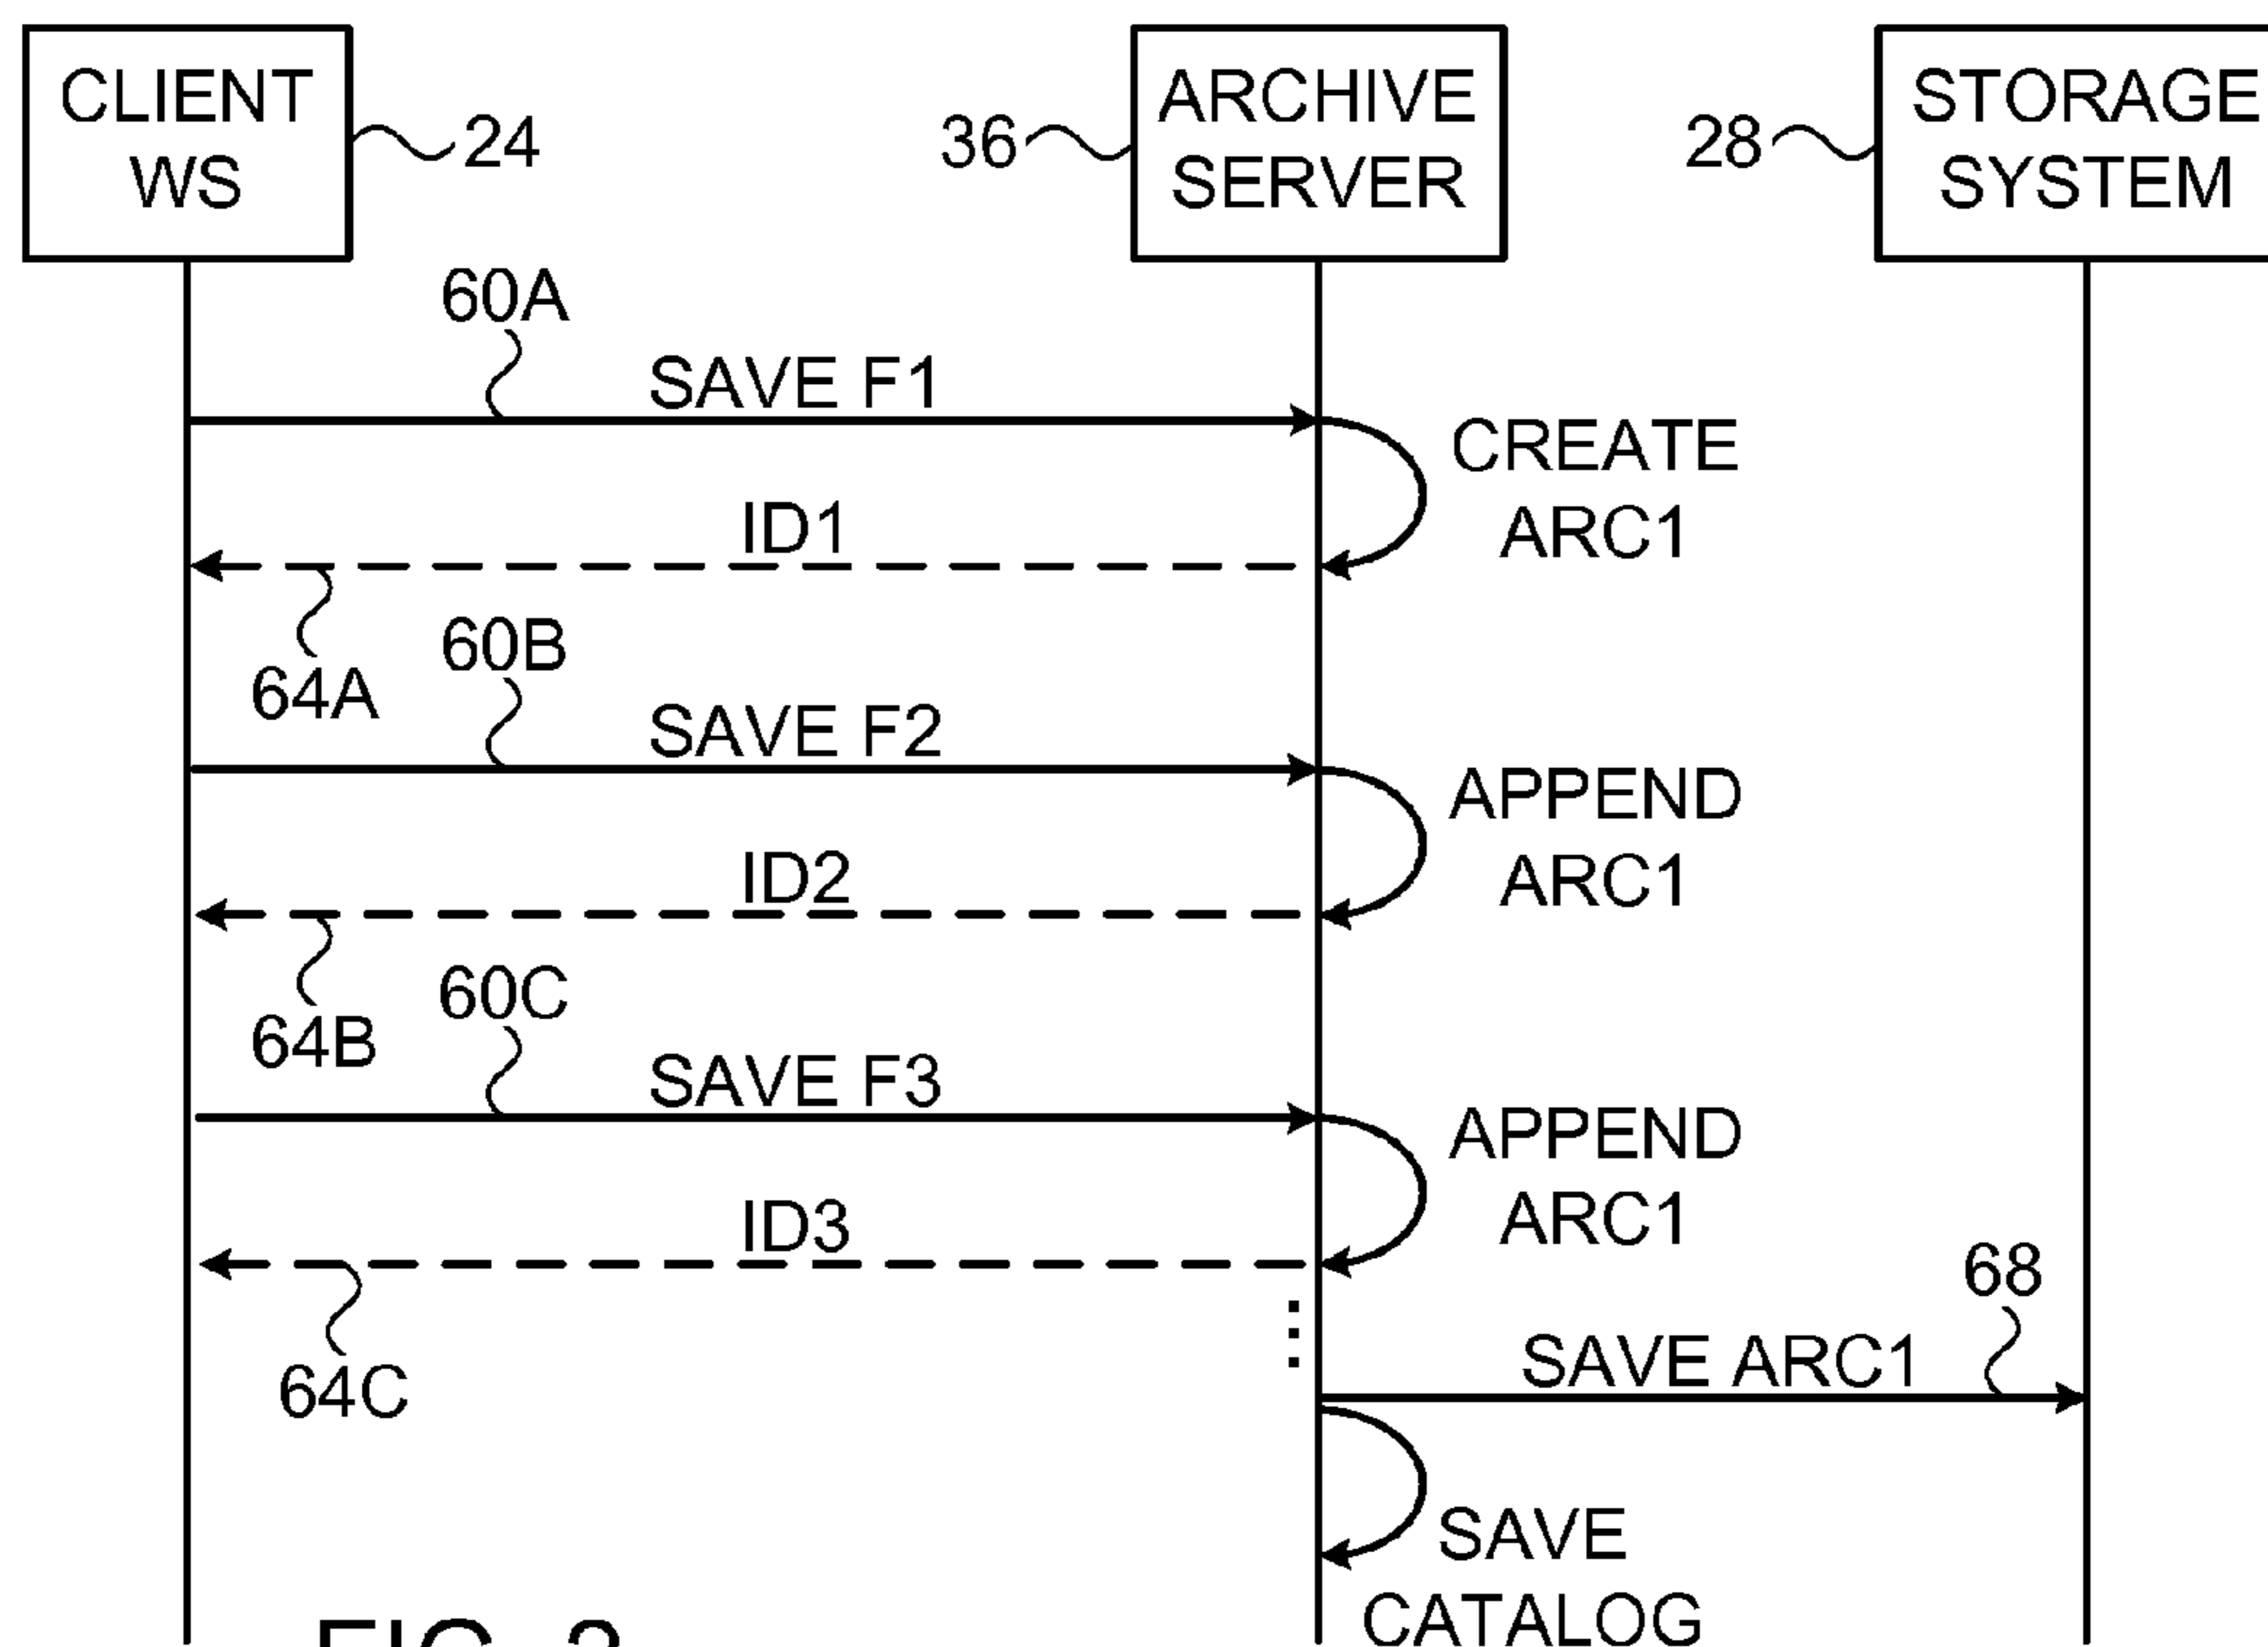 CLIENT
WS
24
36
ARCHIVE
SERVER
28
STORAGE
SYSTEM
60A
SAVE F1
CREATE
ARC1
ID1
64A
60B
SAVE F2
APPEND
ARC1
ID2
64B
60C
SAVE F3
APPEND
ARC1
ID3
64C
68
SAVE ARC1
SAVE
CATALOG